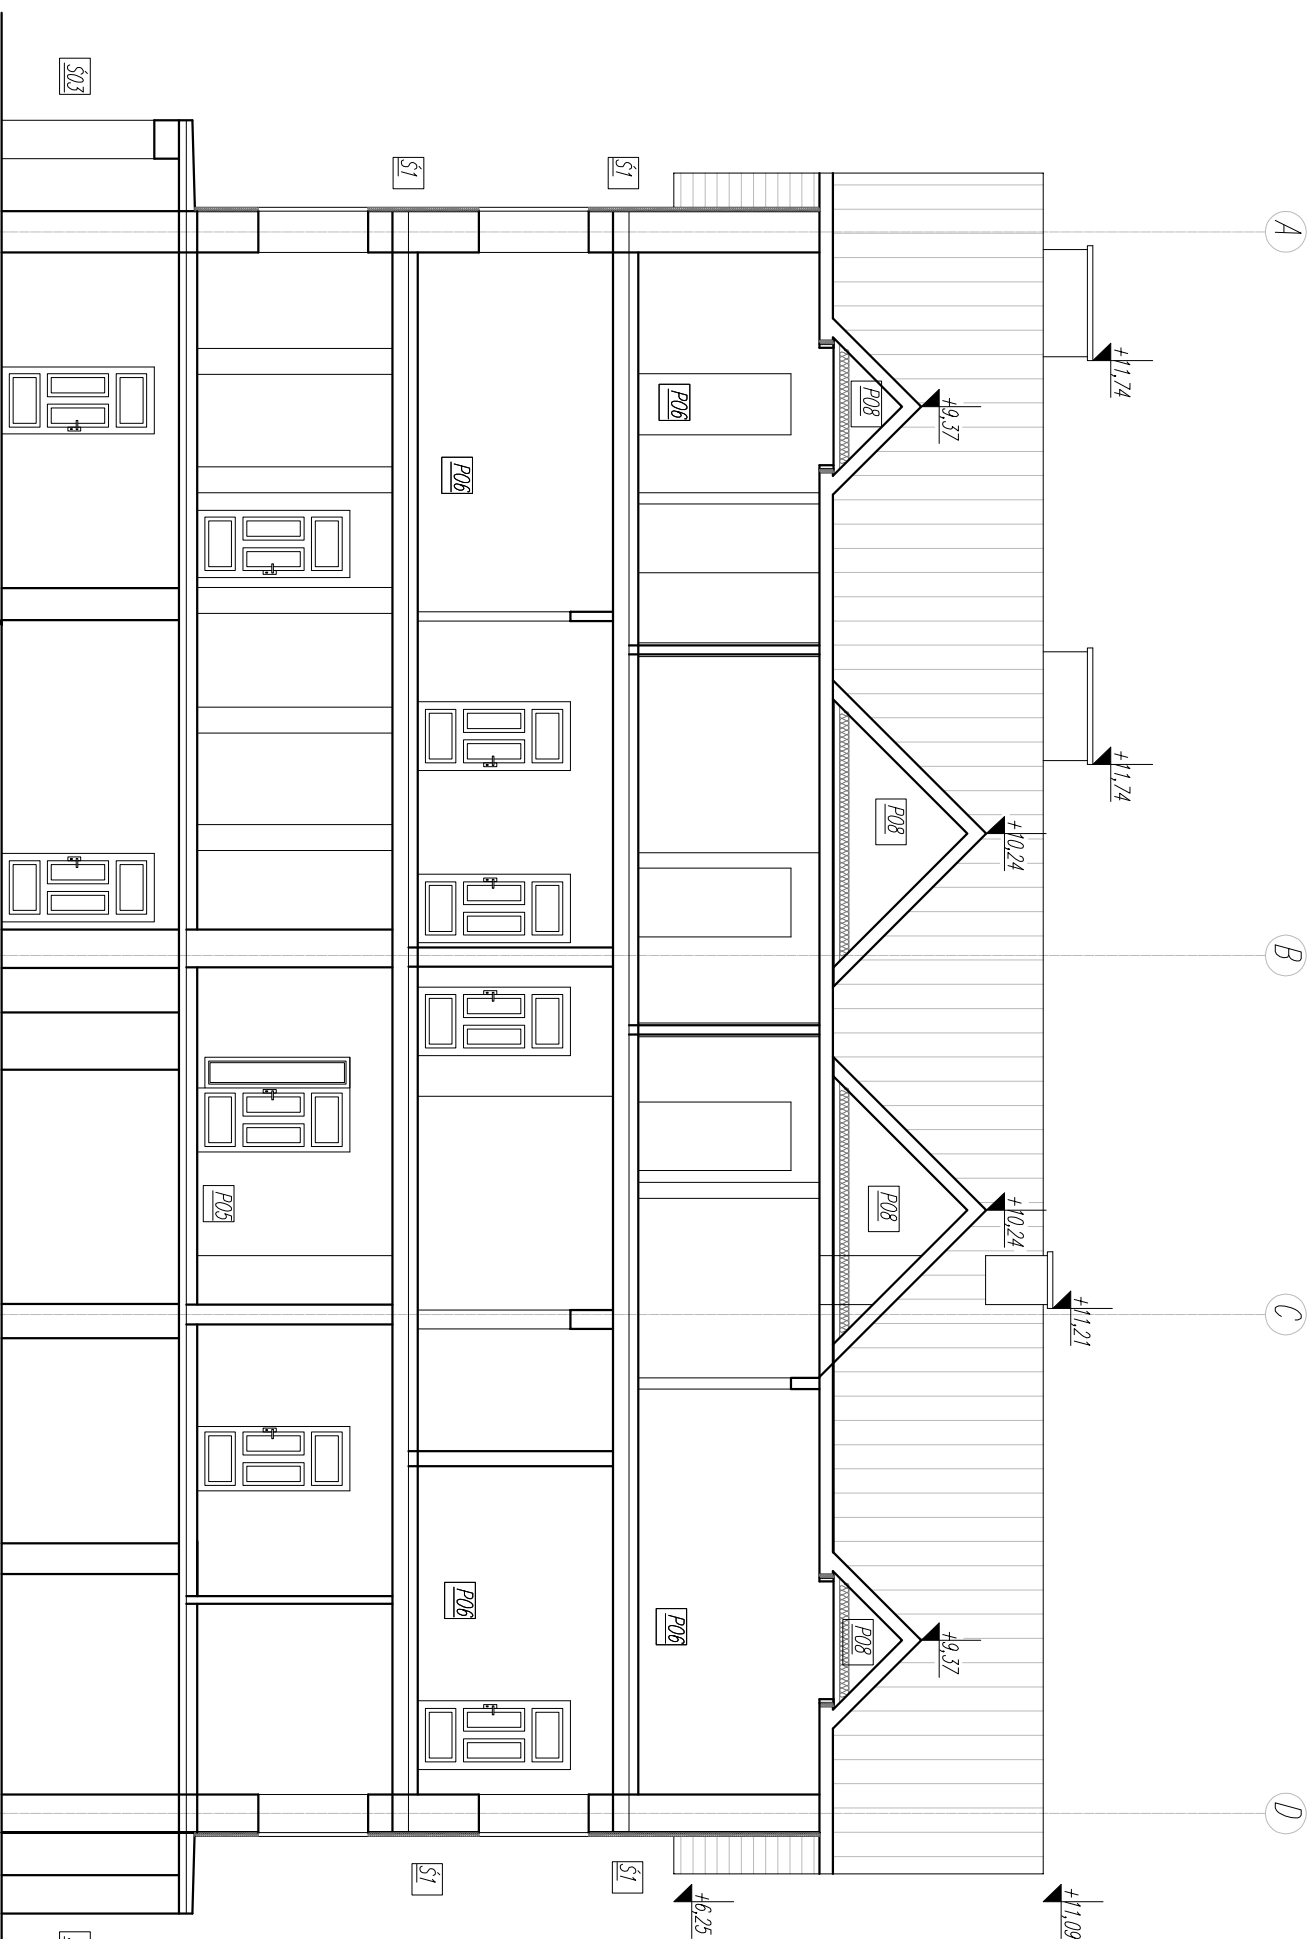 A
B
C
D
+11,74
+11,74
+11,21
+11,09
+10,24
+10,24
+9,37
+9,37
+6,25
P08
P08
P08
P08
P06
P06
Ś1
Ś1
P06
P06
Ś1
Ś1
P05
Ś03